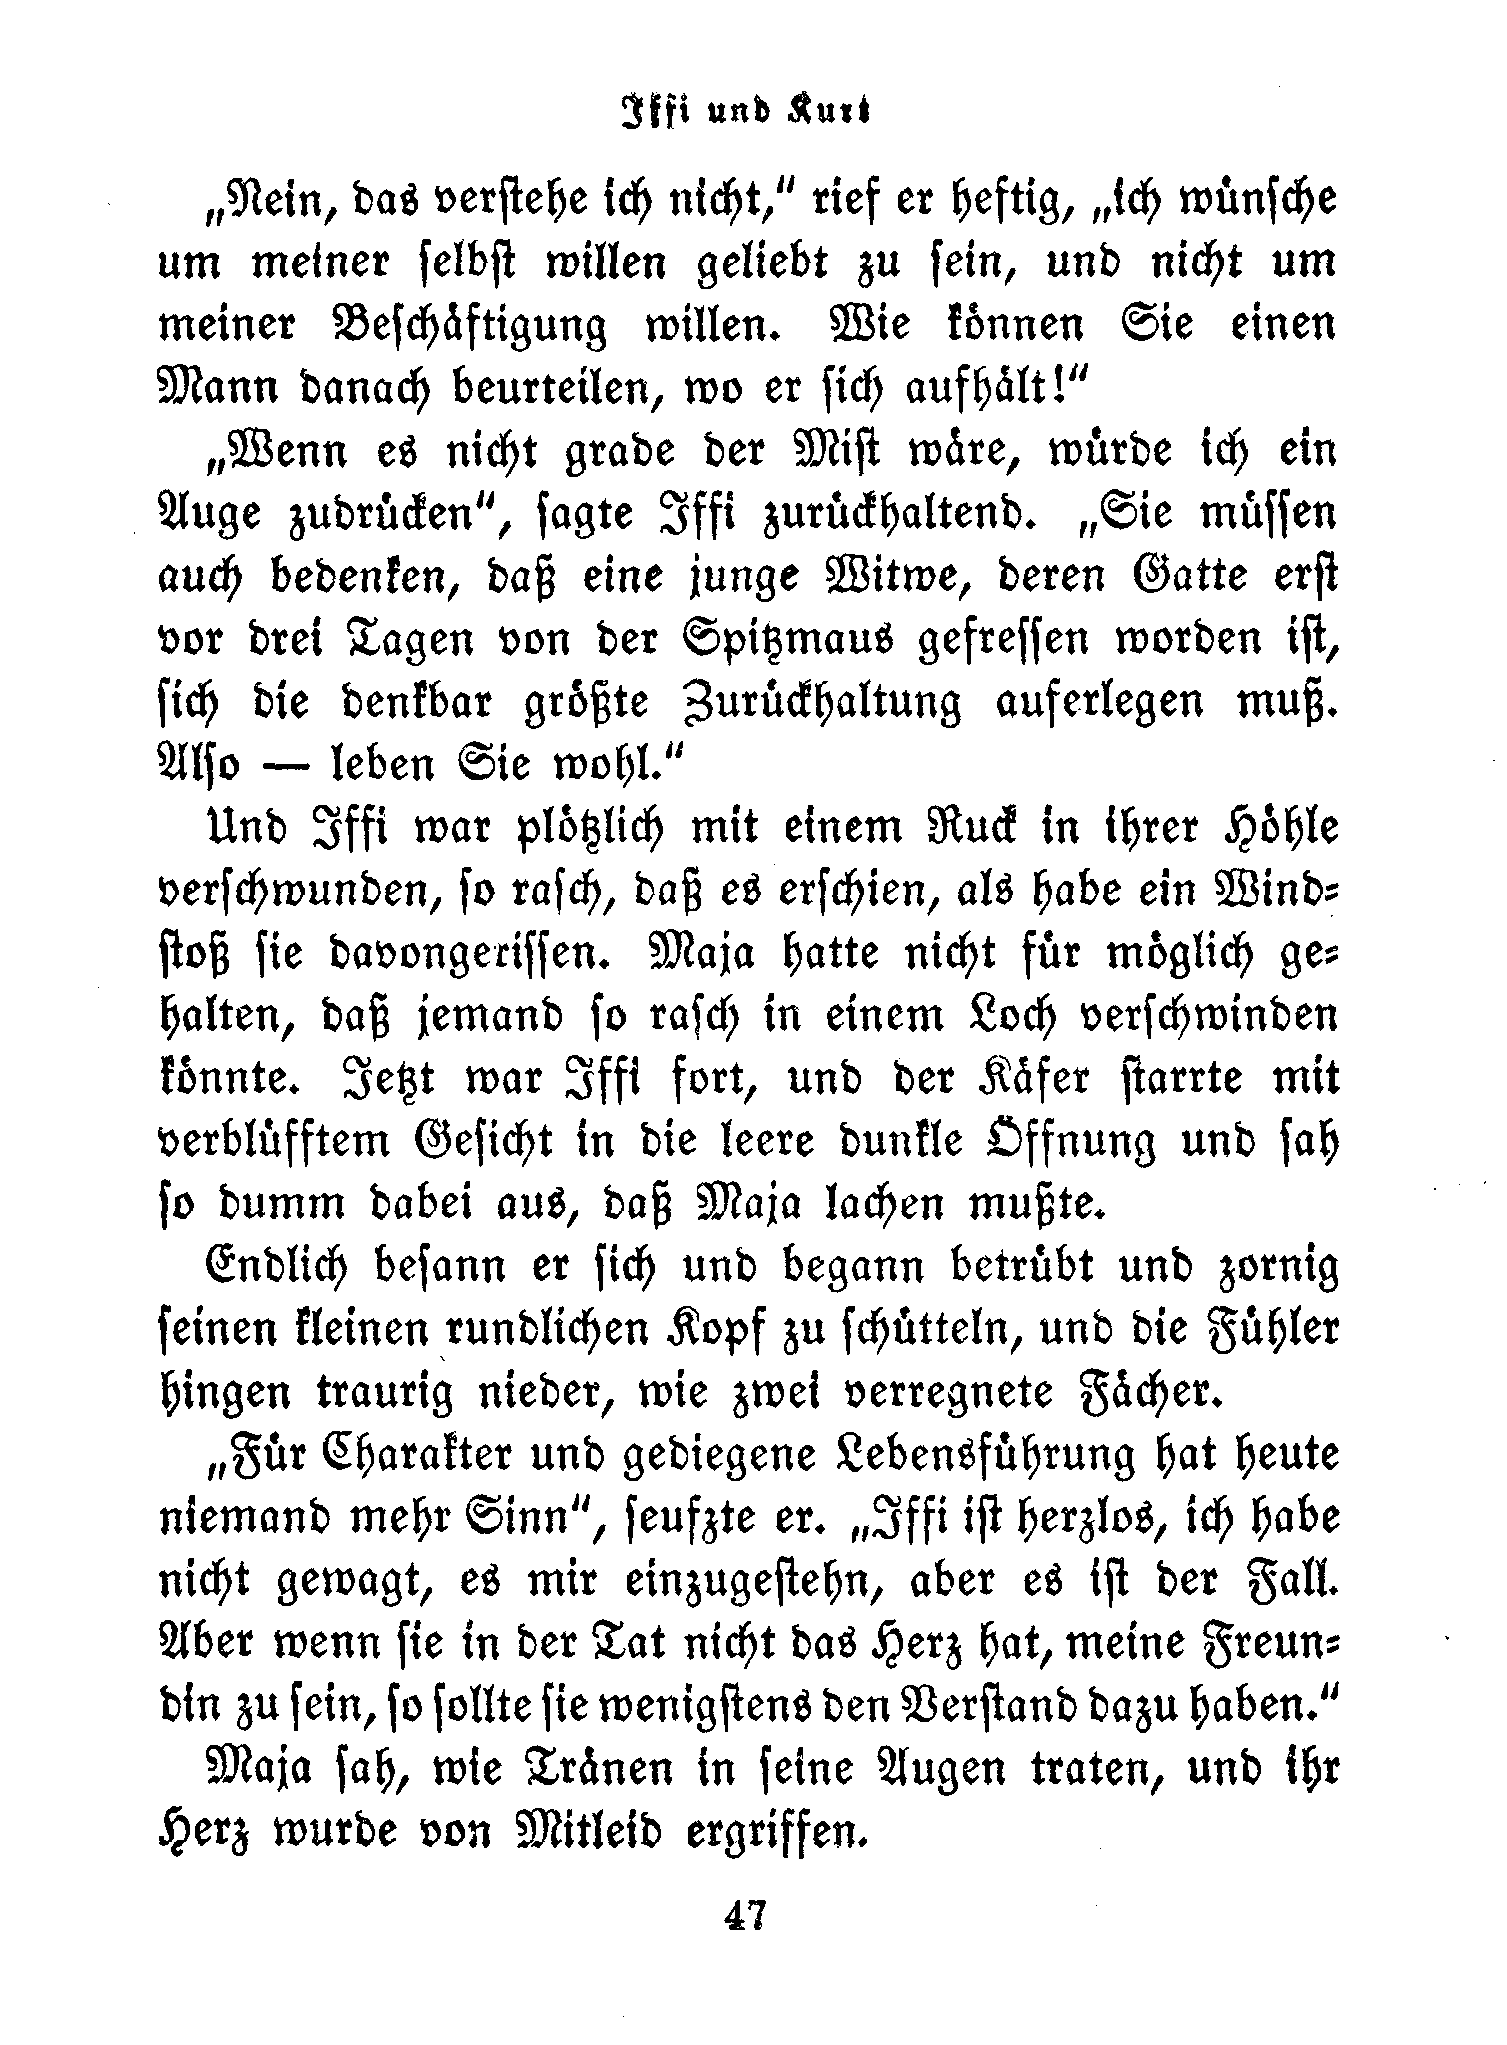 Iffi und Kurt
„Nein, das verstehe ich nicht,“ rief er heftig, „ich wünsche
um meiner selbst willen geliebt zu sein, und nicht um
meiner Beschäftigung willen. Wie können Sie einen
Mann danach beurteilen, wo er sich aufhält!“
„Wenn es nicht grade der Mist wäre, würde ich ein
Auge zudrücken“, sagte Iffi zurückhaltend. „Sie müssen
auch bedenken, daß eine junge Witwe, deren Gatte erst
vor drei Tagen von der Spitzmaus gefressen worden ist,
sich die denkbar größte Zurückhaltung auferlegen muß.
Also — leben Sie wohl.“
Und Iffi war plötzlich mit einem Ruck in ihrer Höhle
verschwunden, so rasch, daß es erschien, als habe ein Wind-
stoß sie davongerissen. Maja hatte nicht für möglich ge-
halten, daß jemand so rasch in einem Loch verschwinden
könnte. Jetzt war Iffi fort, und der Käfer starrte mit
verblüfftem Gesicht in die leere dunkle Öffnung und sah
so dumm dabei aus, daß Maja lachen mußte.
Endlich besann er sich und begann betrübt und zornig
seinen kleinen rundlichen Kopf zu schütteln, und die Fühler
hingen traurig nieder, wie zwei verregnete Fächer.
„Für Charakter und gediegene Lebensführung hat heute
niemand mehr Sinn“, seufzte er. „Iffi ist herzlos, ich habe
nicht gewagt, es mir einzugestehn, aber es ist der Fall.
Aber wenn sie in der Tat nicht das Herz hat, meine Freun-
din zu sein, so sollte sie wenigstens den Verstand dazu haben.“
Maja sah, wie Tränen in seine Augen traten, und ihr
Herz wurde von Mitleid ergriffen.
47